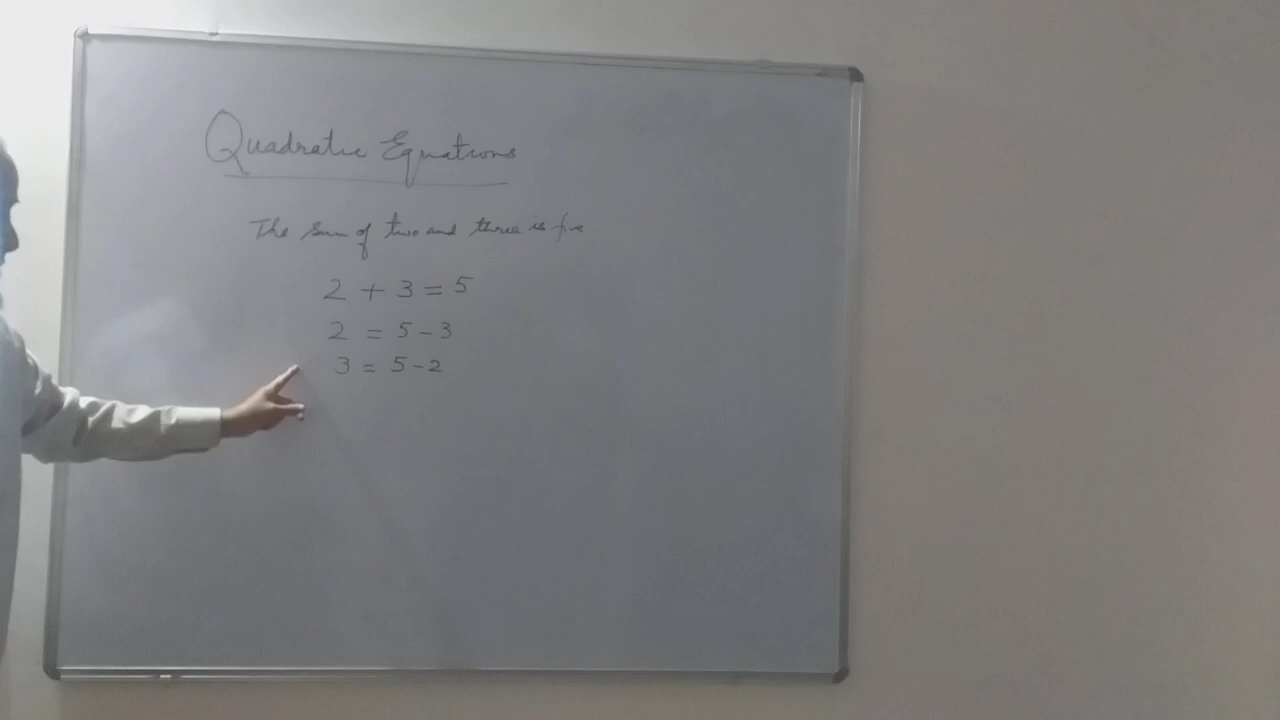 Quadratic Equations
The sum of two and three is five
2 + 3 = 5
2 = 5 - 3
3 = 5 - 2